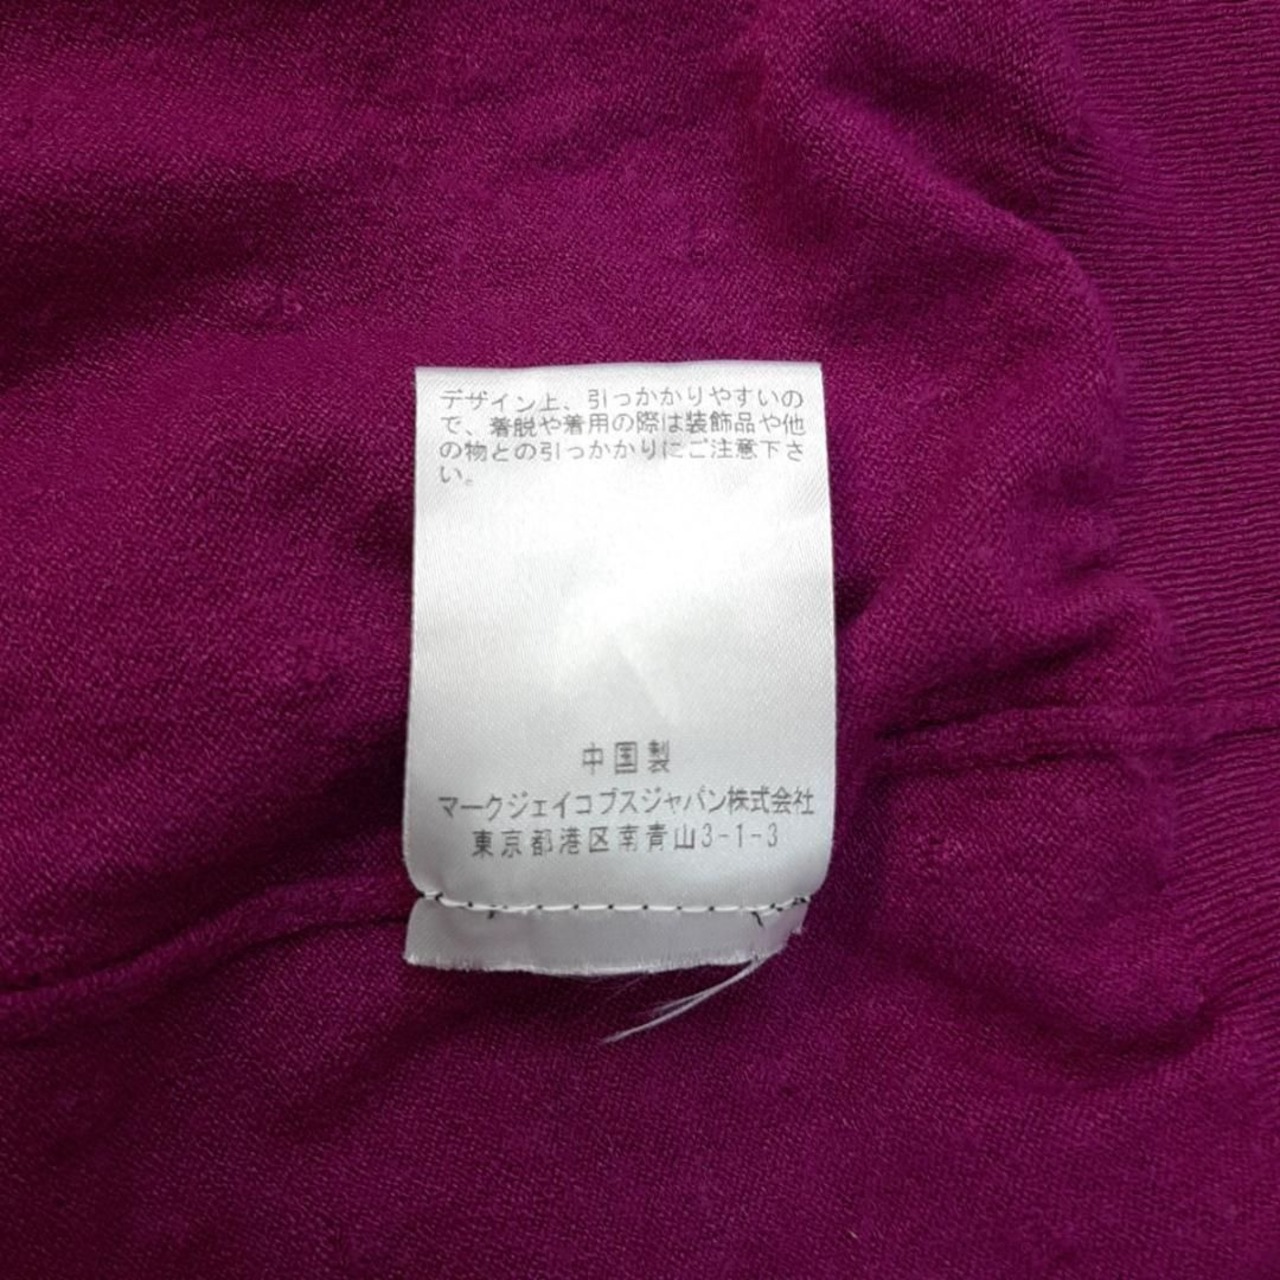 デザイン上、引っかかりやすいの
で、着脱や着用の際は装飾品や他
の物との引っかかりにご注意下さ
い。
中国製
マークジェイコブスジャパン株式会社
東京都港区南青山3-1-3